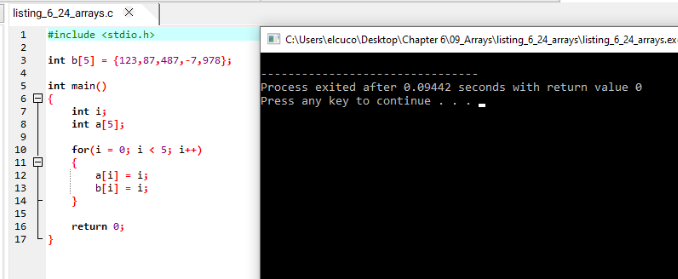 listing_6_24_arrays.c
1 #include <stdio.h>
2
3 int b[5] = {123,87,487,-7,978};
4
5 int main()
6 {
7 int i;
8 int a[5];
9
10 for(i = 0; i < 5; i++)
11 {
12 a[i] = i;
13 b[i] = i;
14 }
15
16 return 0;
17 }
C:\Users\elcuco\Desktop\Chapter 6\09_Arrays\listing_6_24_arrays\listing_6_24_arrays.ex
--------------------------------
Process exited after 0.09442 seconds with return value 0
Press any key to continue . . .